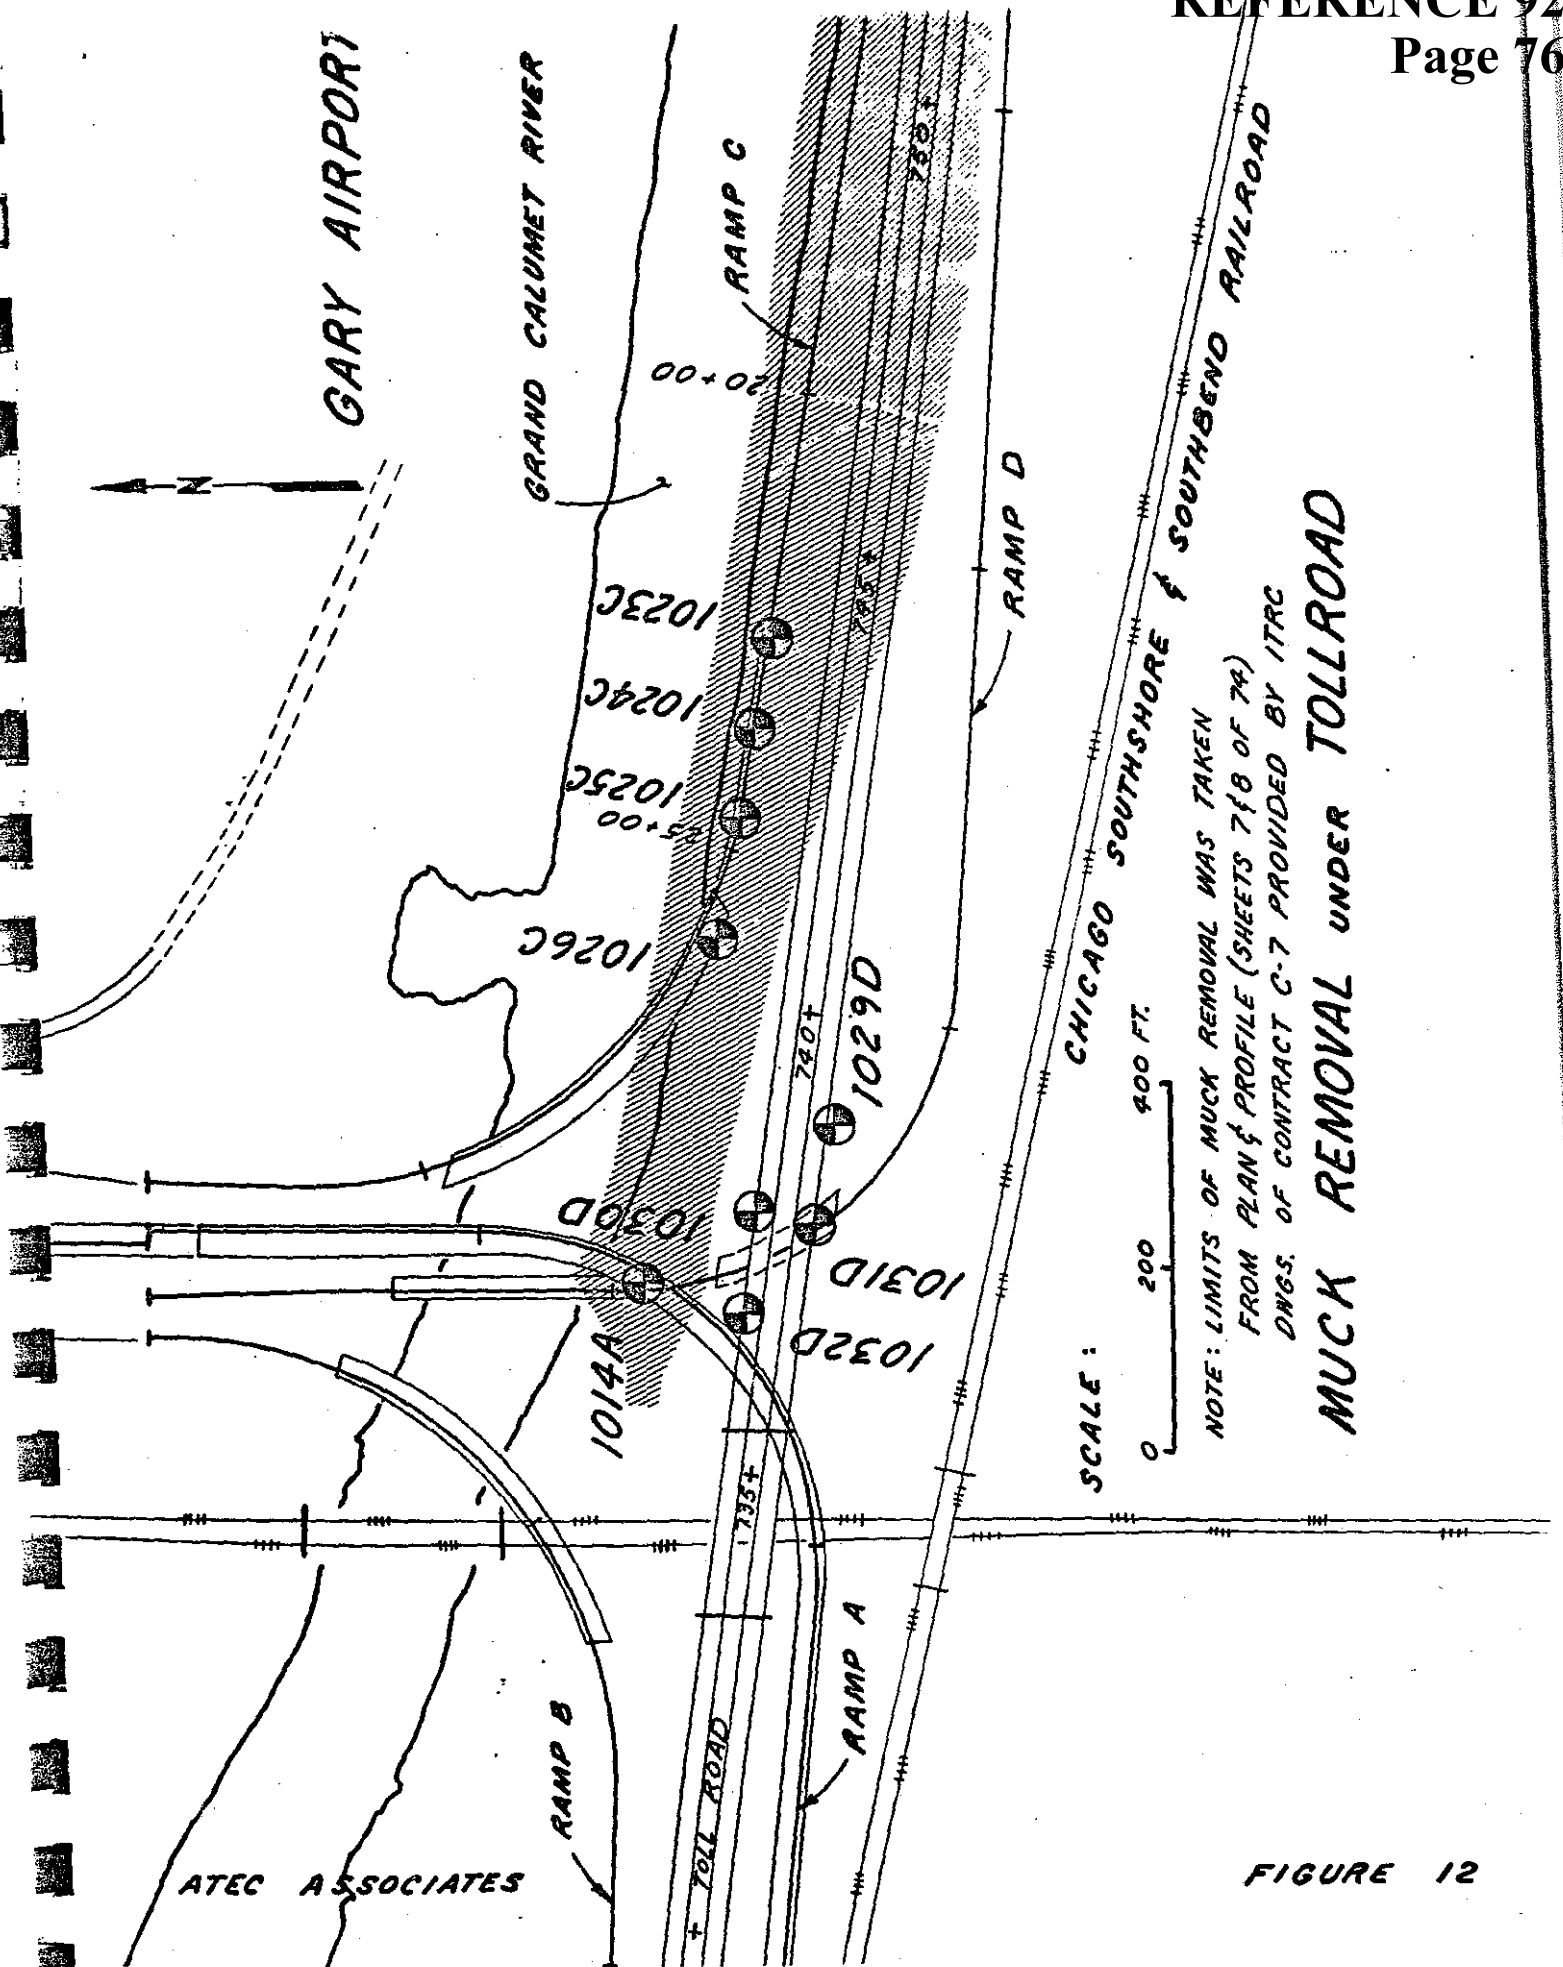 REFERENCE 92
Page 76
GARY AIRPORT
N
GRAND CALUMET RIVER
RAMP C
20+00
750+
1023C
1024C
1025C
25+00
1026C
745+
RAMP D
740+
1029D
1030D
1031D
1032D
1014A
735+
RAMP B
TOLL ROAD
+
RAMP A
CHICAGO SOUTHSHORE & SOUTHBEND RAILROAD
SCALE:
0 200 400 FT.
NOTE: LIMITS OF MUCK REMOVAL WAS TAKEN
FROM PLAN & PROFILE (SHEETS 7 & 8 OF 74)
DWGS. OF CONTRACT C-7 PROVIDED BY ITRC
MUCK REMOVAL UNDER TOLLROAD
ATEC ASSOCIATES
FIGURE 12